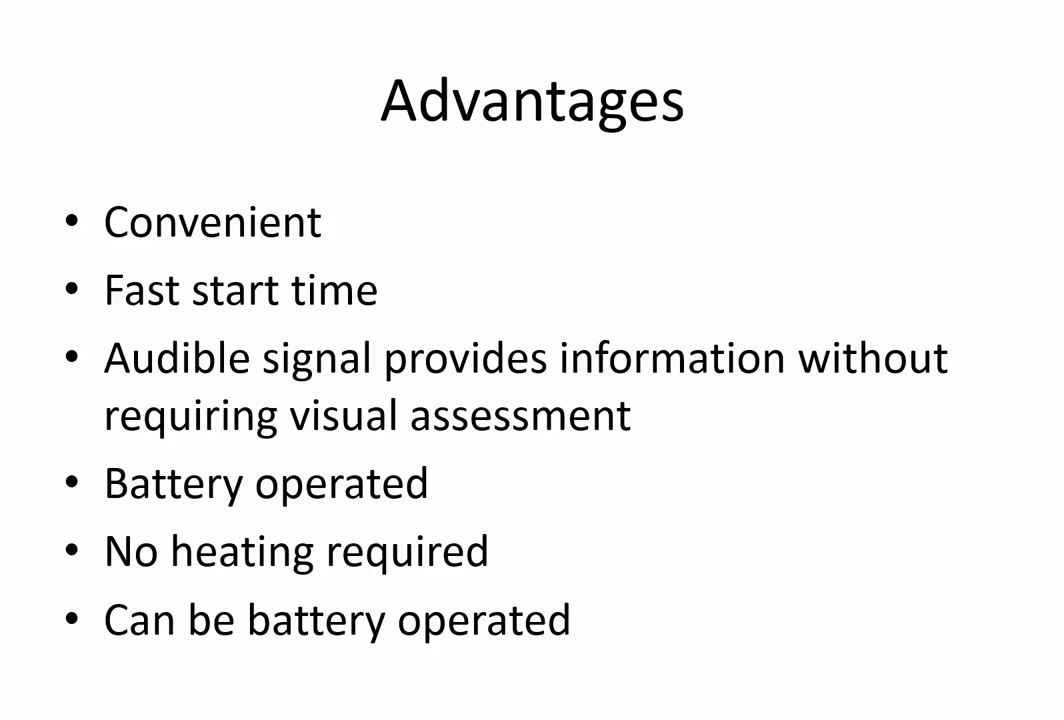 Advantages
• Convenient
• Fast start time
• Audible signal provides information without
requiring visual assessment
• Battery operated
• No heating required
• Can be battery operated